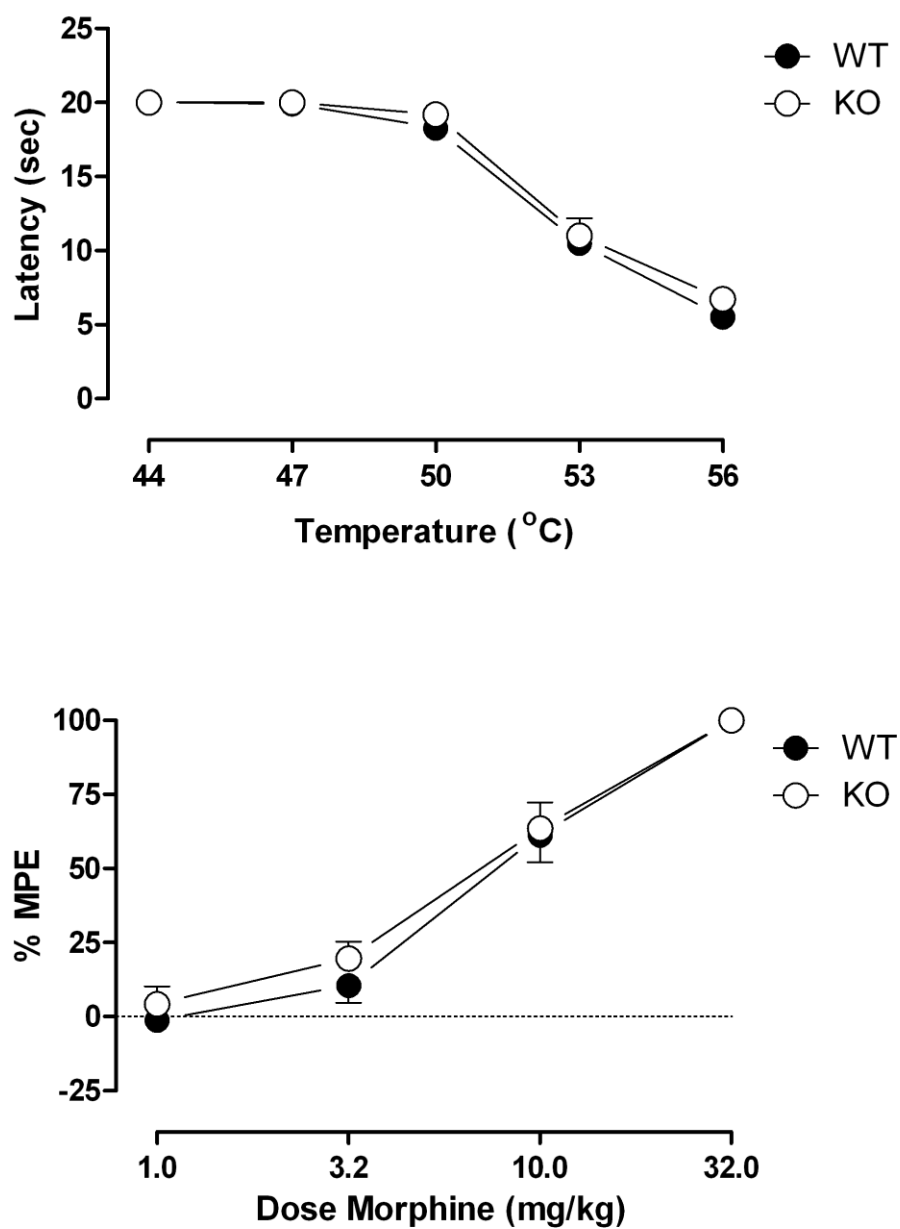 25
20
15
10
5
0
Latency (sec)
WT
KO
44 47 50 53 56
Temperature (°C)
100
75
50
25
0
-25
% MPE
WT
KO
1.0 3.2 10.0 32.0
Dose Morphine (mg/kg)